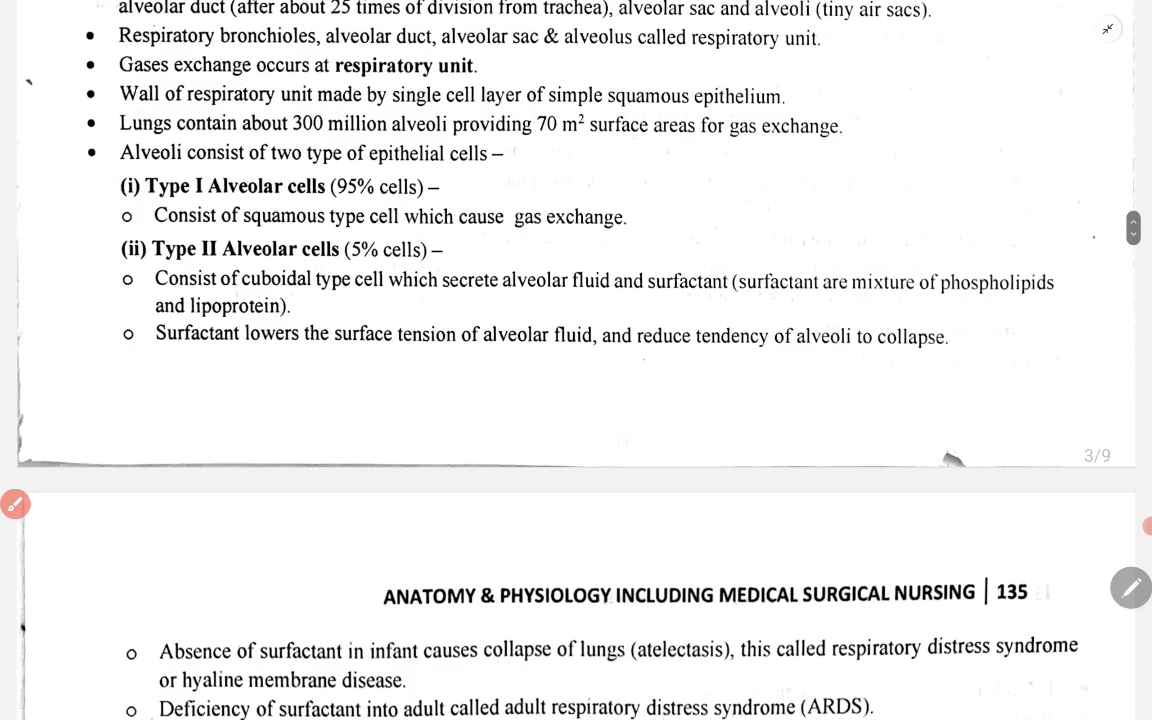 alveolar duct (after about 25 times of division from trachea), alveolar sac and alveoli (tiny air sacs).
• Respiratory bronchioles, alveolar duct, alveolar sac & alveolus called respiratory unit.
• Gases exchange occurs at respiratory unit.
• Wall of respiratory unit made by single cell layer of simple squamous epithelium.
• Lungs contain about 300 million alveoli providing 70 m² surface areas for gas exchange.
• Alveoli consist of two type of epithelial cells –
(i) Type I Alveolar cells (95% cells) –
o Consist of squamous type cell which cause gas exchange.
(ii) Type II Alveolar cells (5% cells) –
o Consist of cuboidal type cell which secrete alveolar fluid and surfactant (surfactant are mixture of phospholipids
and lipoprotein).
o Surfactant lowers the surface tension of alveolar fluid, and reduce tendency of alveoli to collapse.
3/9
ANATOMY & PHYSIOLOGY INCLUDING MEDICAL SURGICAL NURSING | 135
o Absence of surfactant in infant causes collapse of lungs (atelectasis), this called respiratory distress syndrome
or hyaline membrane disease.
o Deficiency of surfactant into adult called adult respiratory distress syndrome (ARDS).